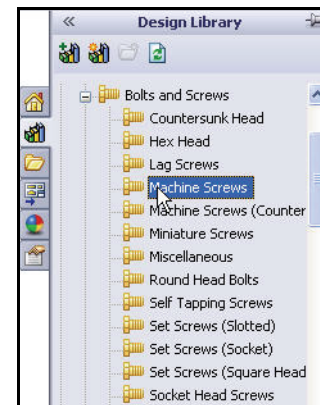 Design Library
Bolts and Screws
Countersunk Head
Hex Head
Lag Screws
Machine Screws
Machine Screws (Counter
Miniature Screws
Miscellaneous
Round Head Bolts
Self Tapping Screws
Set Screws (Slotted)
Set Screws (Socket)
Set Screws (Square Head
Socket Head Screws